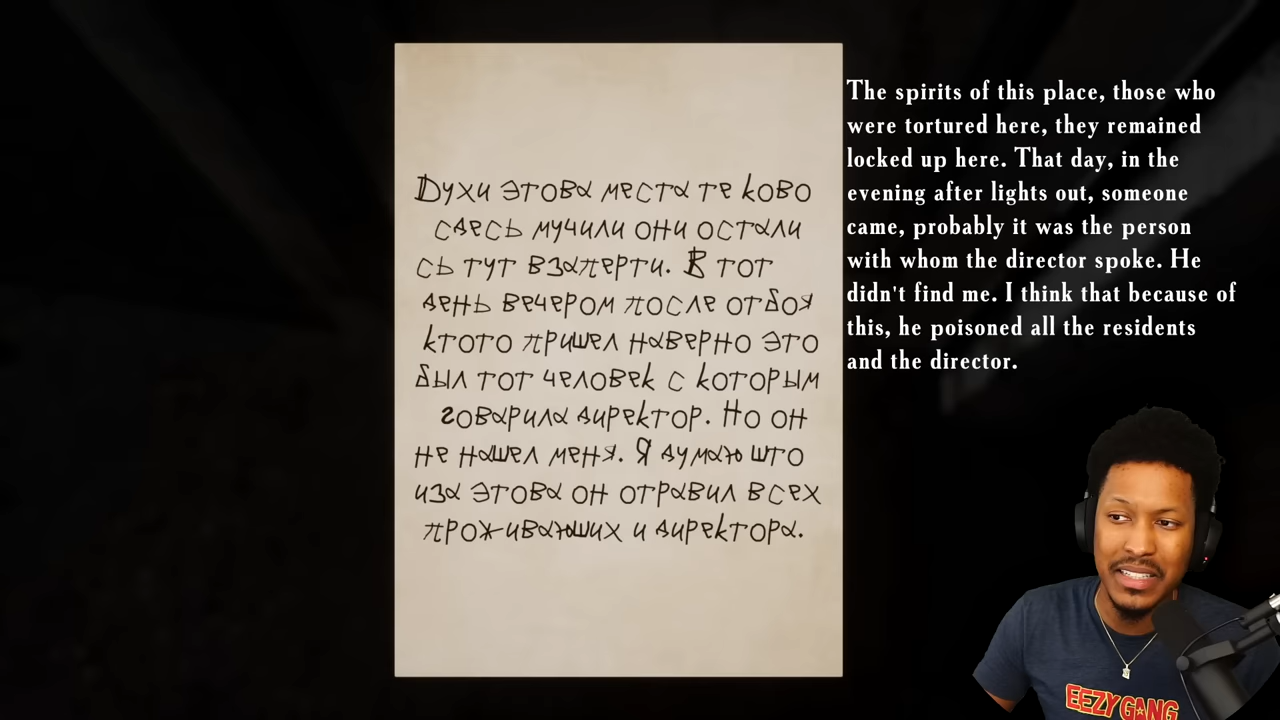 Духи этова места те ково
сдесь мучили они остали
сь тут взаперти. В тот
день вечером после отбоя
ктото пришел наверно это
был тот человек с которым
говарила директор. Но он
не нашел меня. Я думаю што
иза этова он отравил всех
проживаюших и директора.
The spirits of this place, those who
were tortured here, they remained
locked up here. That day, in the
evening after lights out, someone
came, probably it was the person
with whom the director spoke. He
didn't find me. I think that because of
this, he poisoned all the residents
and the director.
EEZY GANG